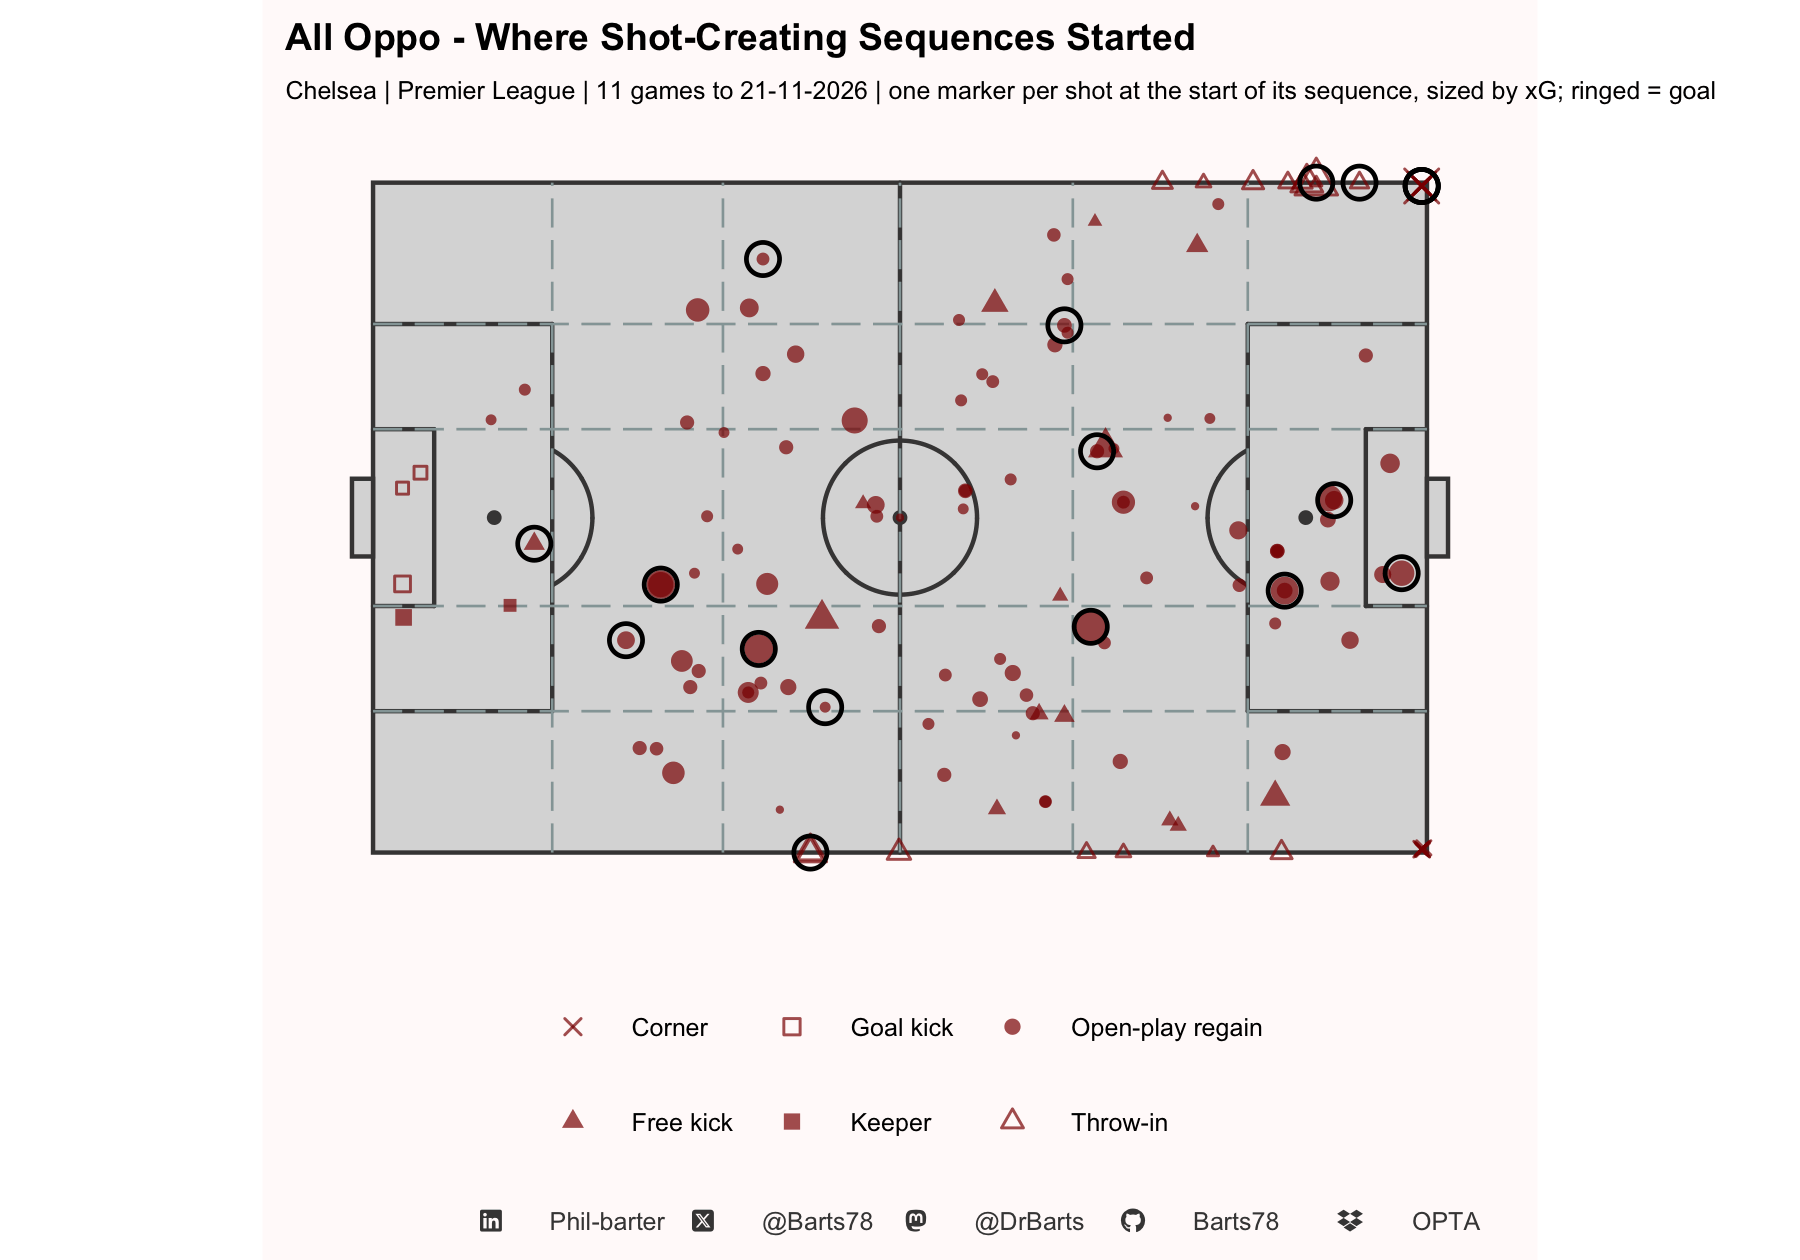 All Oppo - Where Shot-Creating Sequences Started
Chelsea | Premier League | 11 games to 21-11-2026 | one marker per shot at the start of its sequence, sized by xG; ringed = goal
Corner
Goal kick
Open-play regain
Free kick
Keeper
Throw-in
Phil-barter
@Barts78
@DrBarts
Barts78
OPTA